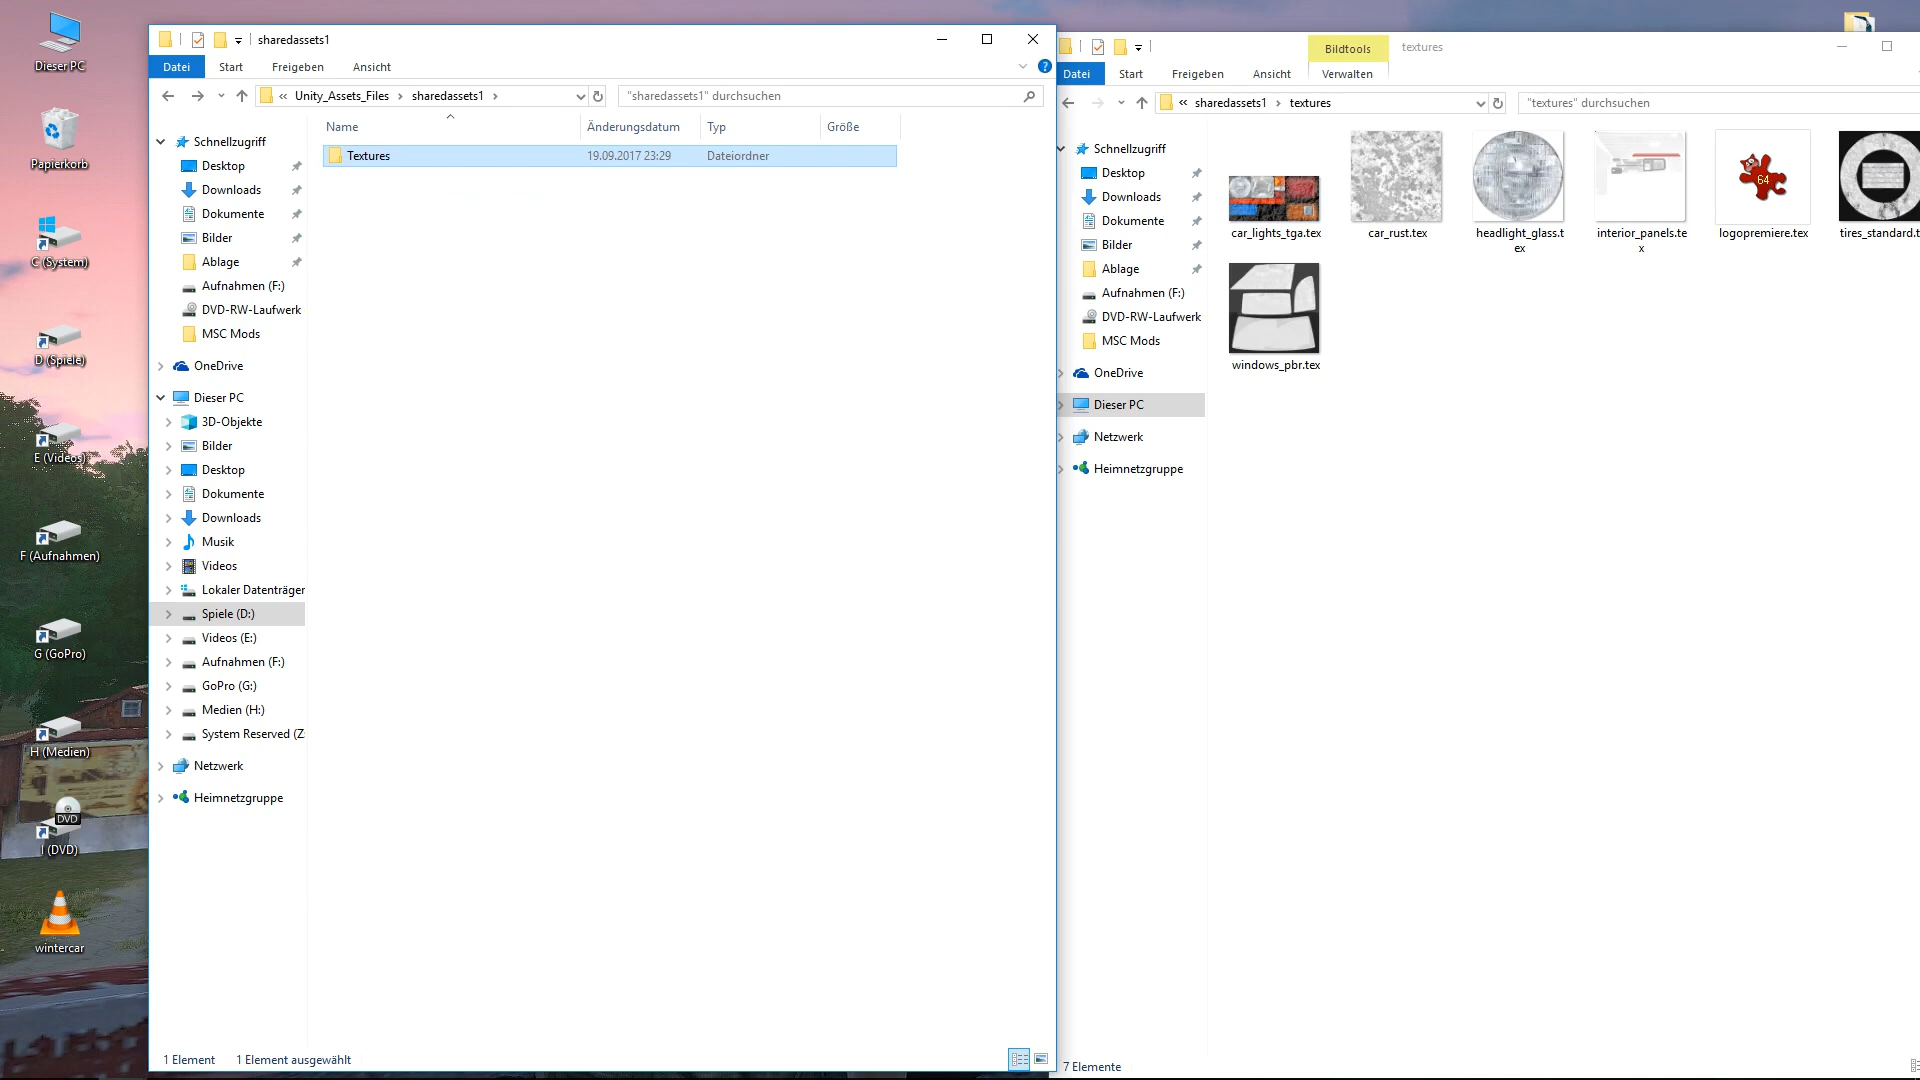 Dieser PC
Papierkorb
C (System)
D (Spiele)
E (Videos)
F (Aufnahmen)
G (GoPro)
H (Medien)
DVD
I (DVD)
wintercar
sharedassets1
Datei
Start
Freigeben
Ansicht
« Unity_Assets_Files > sharedassets1 >
"sharedassets1" durchsuchen
Name
Änderungsdatum
Typ
Größe
Textures
19.09.2017 23:29
Dateiordner
Schnellzugriff
Desktop
Downloads
Dokumente
Bilder
Ablage
Aufnahmen (F:)
DVD-RW-Laufwerk
MSC Mods
OneDrive
Dieser PC
3D-Objekte
Bilder
Desktop
Dokumente
Downloads
Musik
Videos
Lokaler Datenträger
Spiele (D:)
Videos (E:)
Aufnahmen (F:)
GoPro (G:)
Medien (H:)
System Reserved (Z
Netzwerk
Heimnetzgruppe
1 Element
1 Element ausgewählt
Bildtools
textures
Datei
Start
Freigeben
Ansicht
Verwalten
« sharedassets1 > textures
"textures" durchsuchen
Schnellzugriff
Desktop
Downloads
Dokumente
Bilder
Ablage
Aufnahmen (F:)
DVD-RW-Laufwerk
MSC Mods
OneDrive
Dieser PC
Netzwerk
Heimnetzgruppe
car_lights_tga.tex
car_rust.tex
headlight_glass.t
ex
interior_panels.te
x
64
logopremiere.tex
tires_standard.t
windows_pbr.tex
7 Elemente